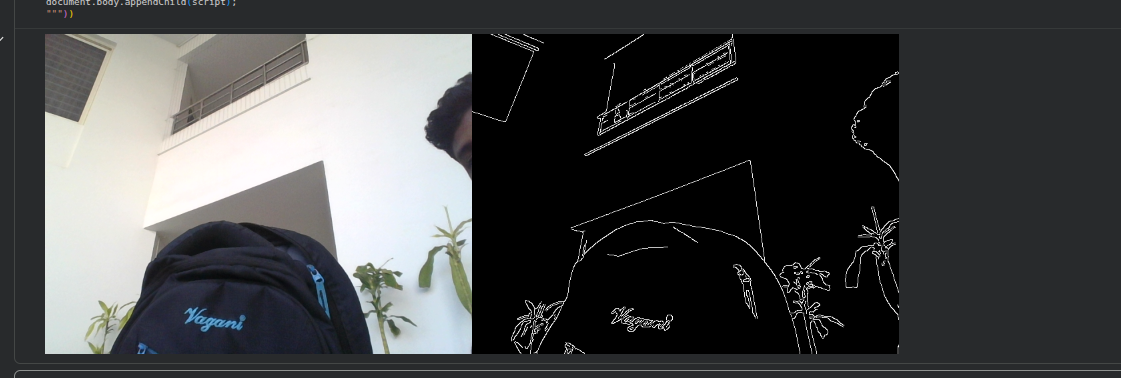 document.body.appendChild(script);
"""))
Vagani
Vagani